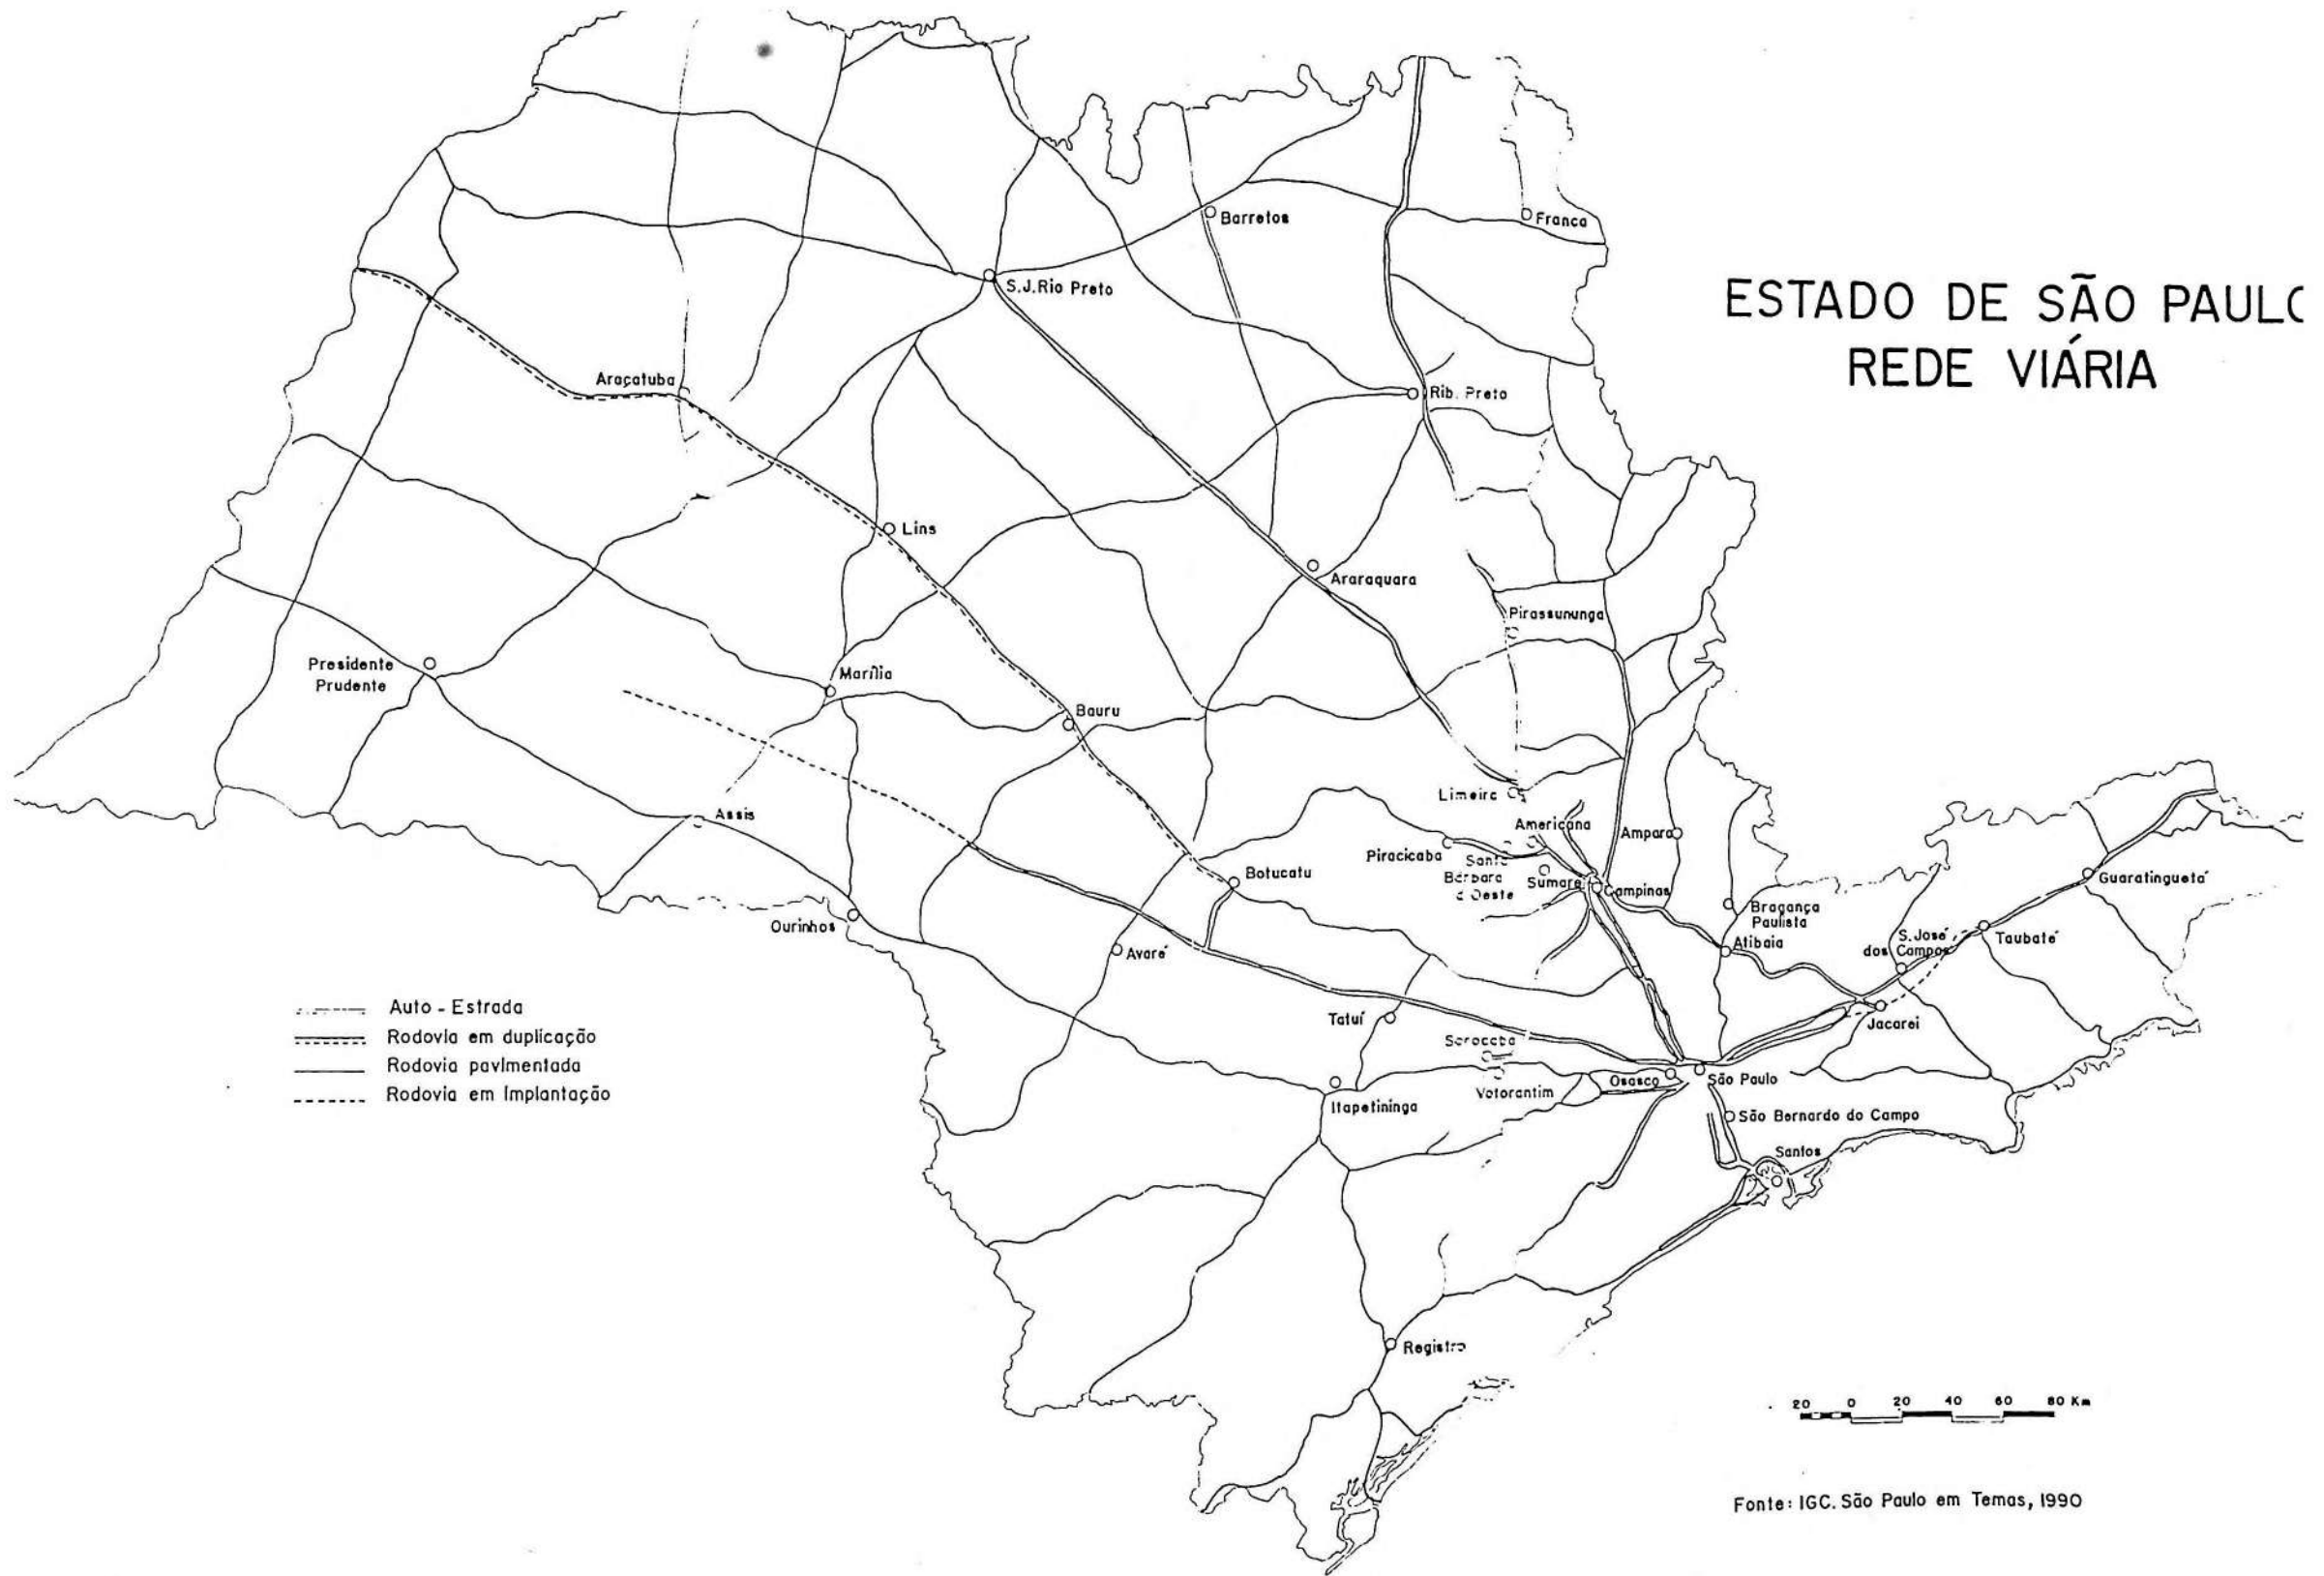 ESTADO DE SÃO PAULO
REDE VIÁRIA
Barretos
Franca
S.J.Rio Preto
Araçatuba
Rib. Preto
Lins
Araraquara
Pirassununga
Presidente
Prudente
Marília
Bauru
Limeira
Assis
Americana
Amparo
Piracicaba
Santa
Bárbara
d'Oeste
Sumaré
Campinas
Botucatu
Guaratinguetá
Bragança
Paulista
Ourinhos
Avaré
Atibaia
S. José
dos Campos
Taubaté
Tatuí
Jacareí
Sorocaba
Osasco
São Paulo
Votorantim
Itapetininga
São Bernardo do Campo
Santos
Registro
Auto - Estrada
Rodovia em duplicação
Rodovia pavimentada
Rodovia em Implantação
20 0 20 40 60 80 Km
Fonte: IGC. São Paulo em Temas, 1990